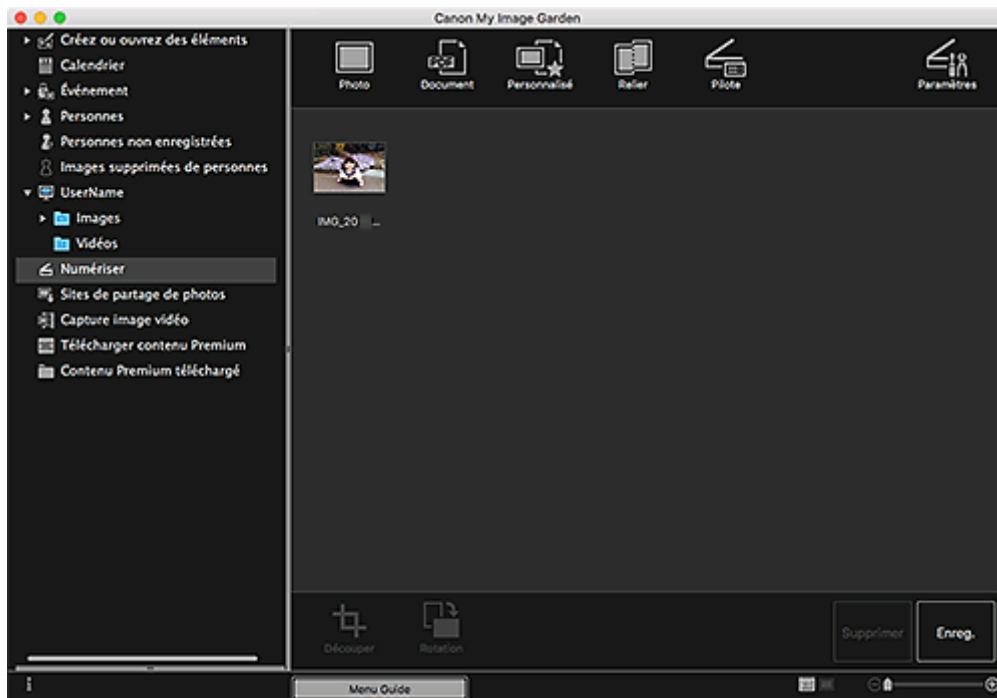 Canon My Image Garden
Créez ou ouvrez des éléments
Calendrier
Événement
Personnes
Personnes non enregistrées
Images supprimées de personnes
UserName
Images
Vidéos
Numériser
Sites de partage de photos
Capture image vidéo
Télécharger contenu Premium
Contenu Premium téléchargé
Photo
PDF
Document
Personnalisé
Relier
Pilote
Paramètres
IMG_20 ...
Découper
Rotation
Supprimer
Enreg.
Menu Guide